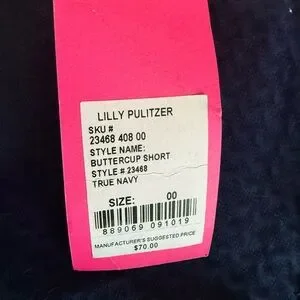 LILLY PULITZER
SKU #
23468 408 00
STYLE NAME:
BUTTERCUP SHORT
STYLE # 23468
TRUE NAVY
SIZE: 00
889069 091019
MANUFACTURER'S SUGGESTED PRICE
$70.00